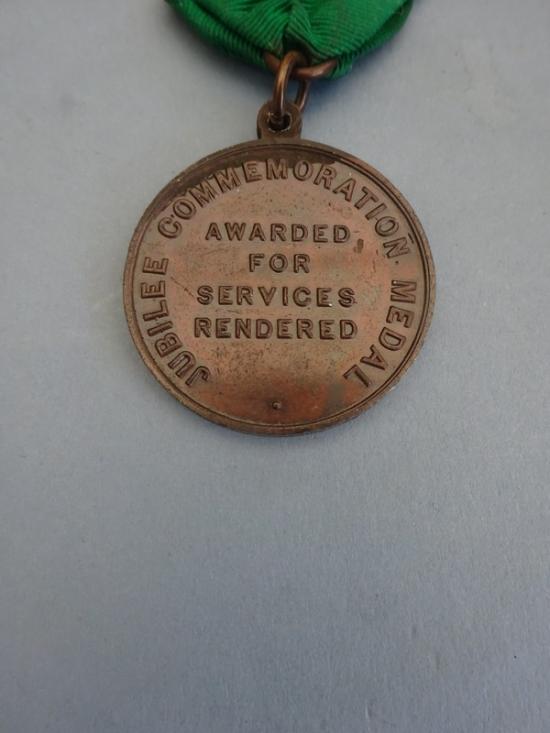 JUBILEE COMMEMORATION MEDAL
AWARDED
FOR
SERVICES
RENDERED